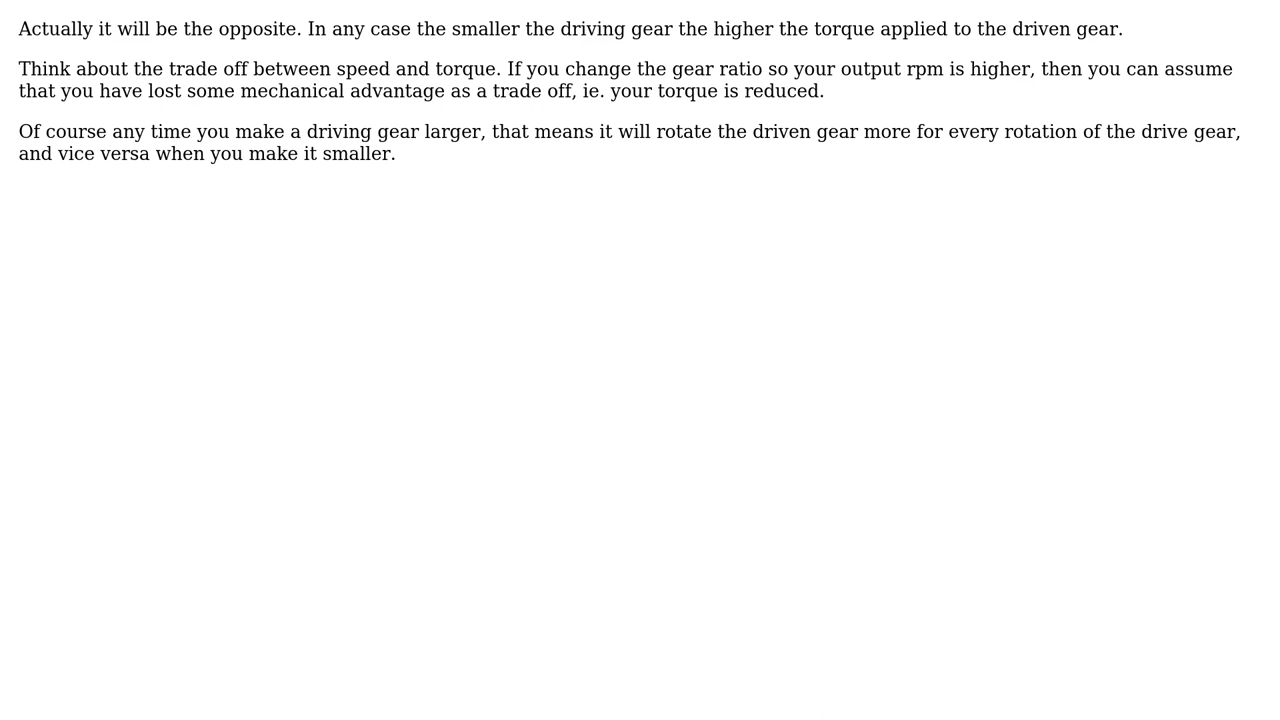 Actually it will be the opposite. In any case the smaller the driving gear the higher the torque applied to the driven gear.
Think about the trade off between speed and torque. If you change the gear ratio so your output rpm is higher, then you can assume
that you have lost some mechanical advantage as a trade off, ie. your torque is reduced.
Of course any time you make a driving gear larger, that means it will rotate the driven gear more for every rotation of the drive gear,
and vice versa when you make it smaller.